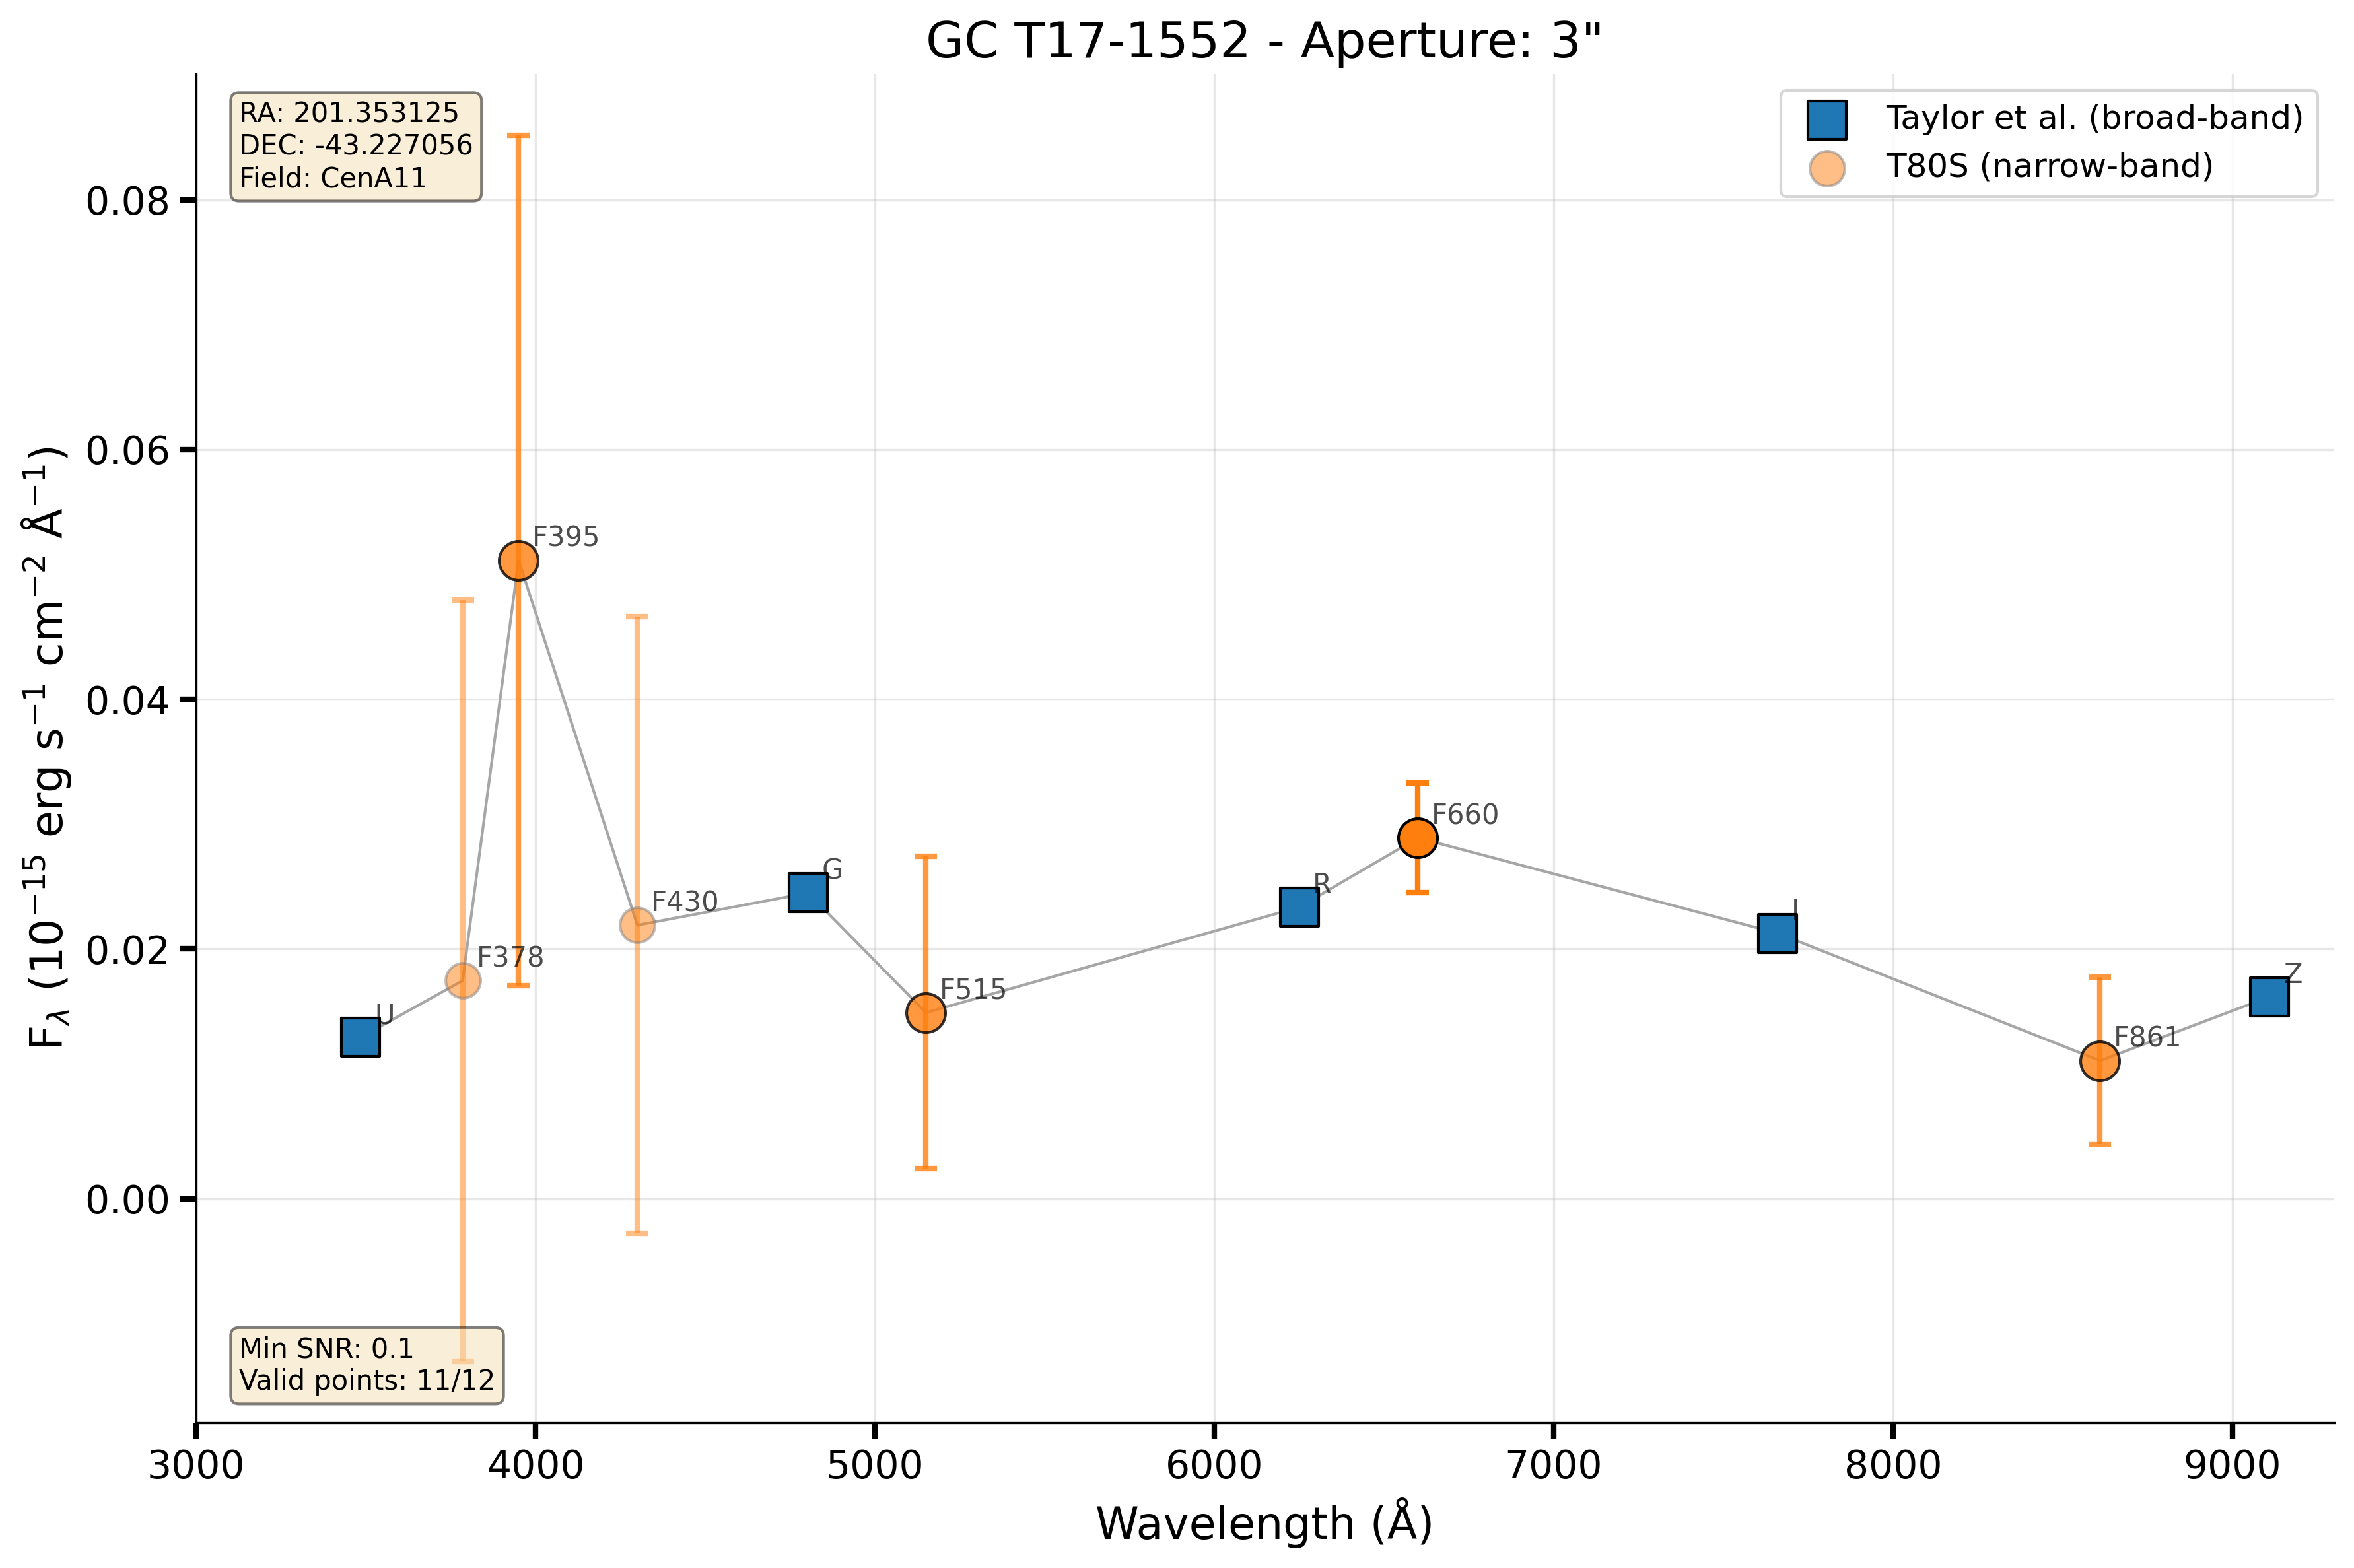 GC T17-1552 - Aperture: 3"
RA: 201.353125
DEC: -43.227056
Field: CenA11
Taylor et al. (broad-band)
T80S (narrow-band)
0.08
0.06
0.04
0.02
0.00
F_λ (10⁻¹⁵ erg s⁻¹ cm⁻² Å⁻¹)
U
F378
F395
F430
G
F515
R
F660
I
F861
Z
Min SNR: 0.1
Valid points: 11/12
3000
4000
5000
6000
7000
8000
9000
Wavelength (Å)